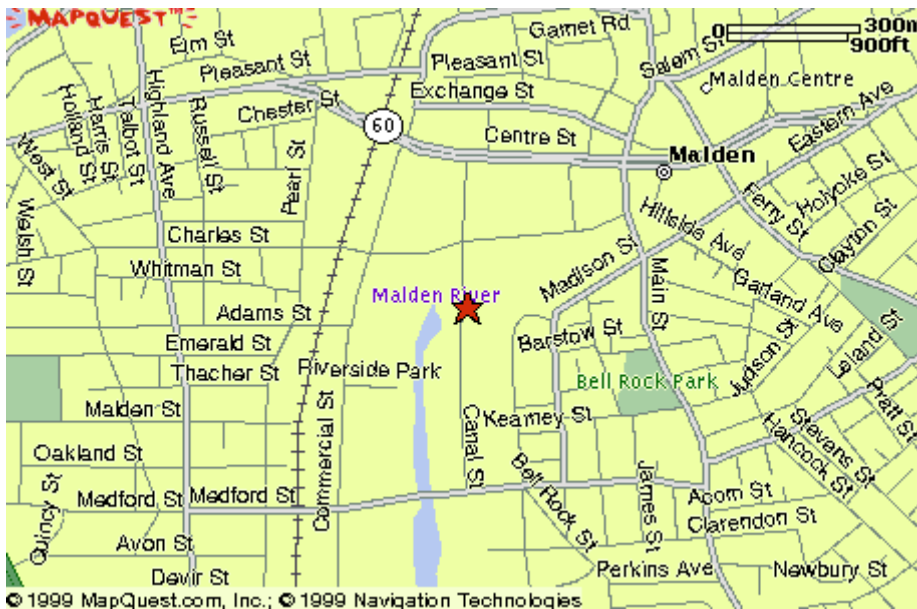 MAPQUEST™
0 300m
900ft
Elm St
Garnet Rd
Pleasant St
Pleasant St
Salem St
Malden Centre
Exchange St
Chester St
60
Centre St
Eastern Ave
Holland St
Harris St
Talbot St
Highland Ave
Russell St
West St
Pearl St
Malden
Holyoke St
Ferry St
Clayton St
Welsh St
Hillside Ave
Charles St
Whitman St
Madison St
Main St
Garland Ave
Malden River
Adams St
Barstow St
Emerald St
Judson St
Leland St
Thacher St
Riverside Park
Bell Rock Park
Pratt St
Malden St
Kearney St
Commercial St
Canal St
Stevens St
Hancock St
Oakland St
Quincy St
Medford St
Medford St
Bell Rock St
James St
Acorn St
Clarendon St
Avon St
Devir St
Perkins Ave
Newbury St
© 1999 MapQuest.com, Inc.; © 1999 Navigation Technologies